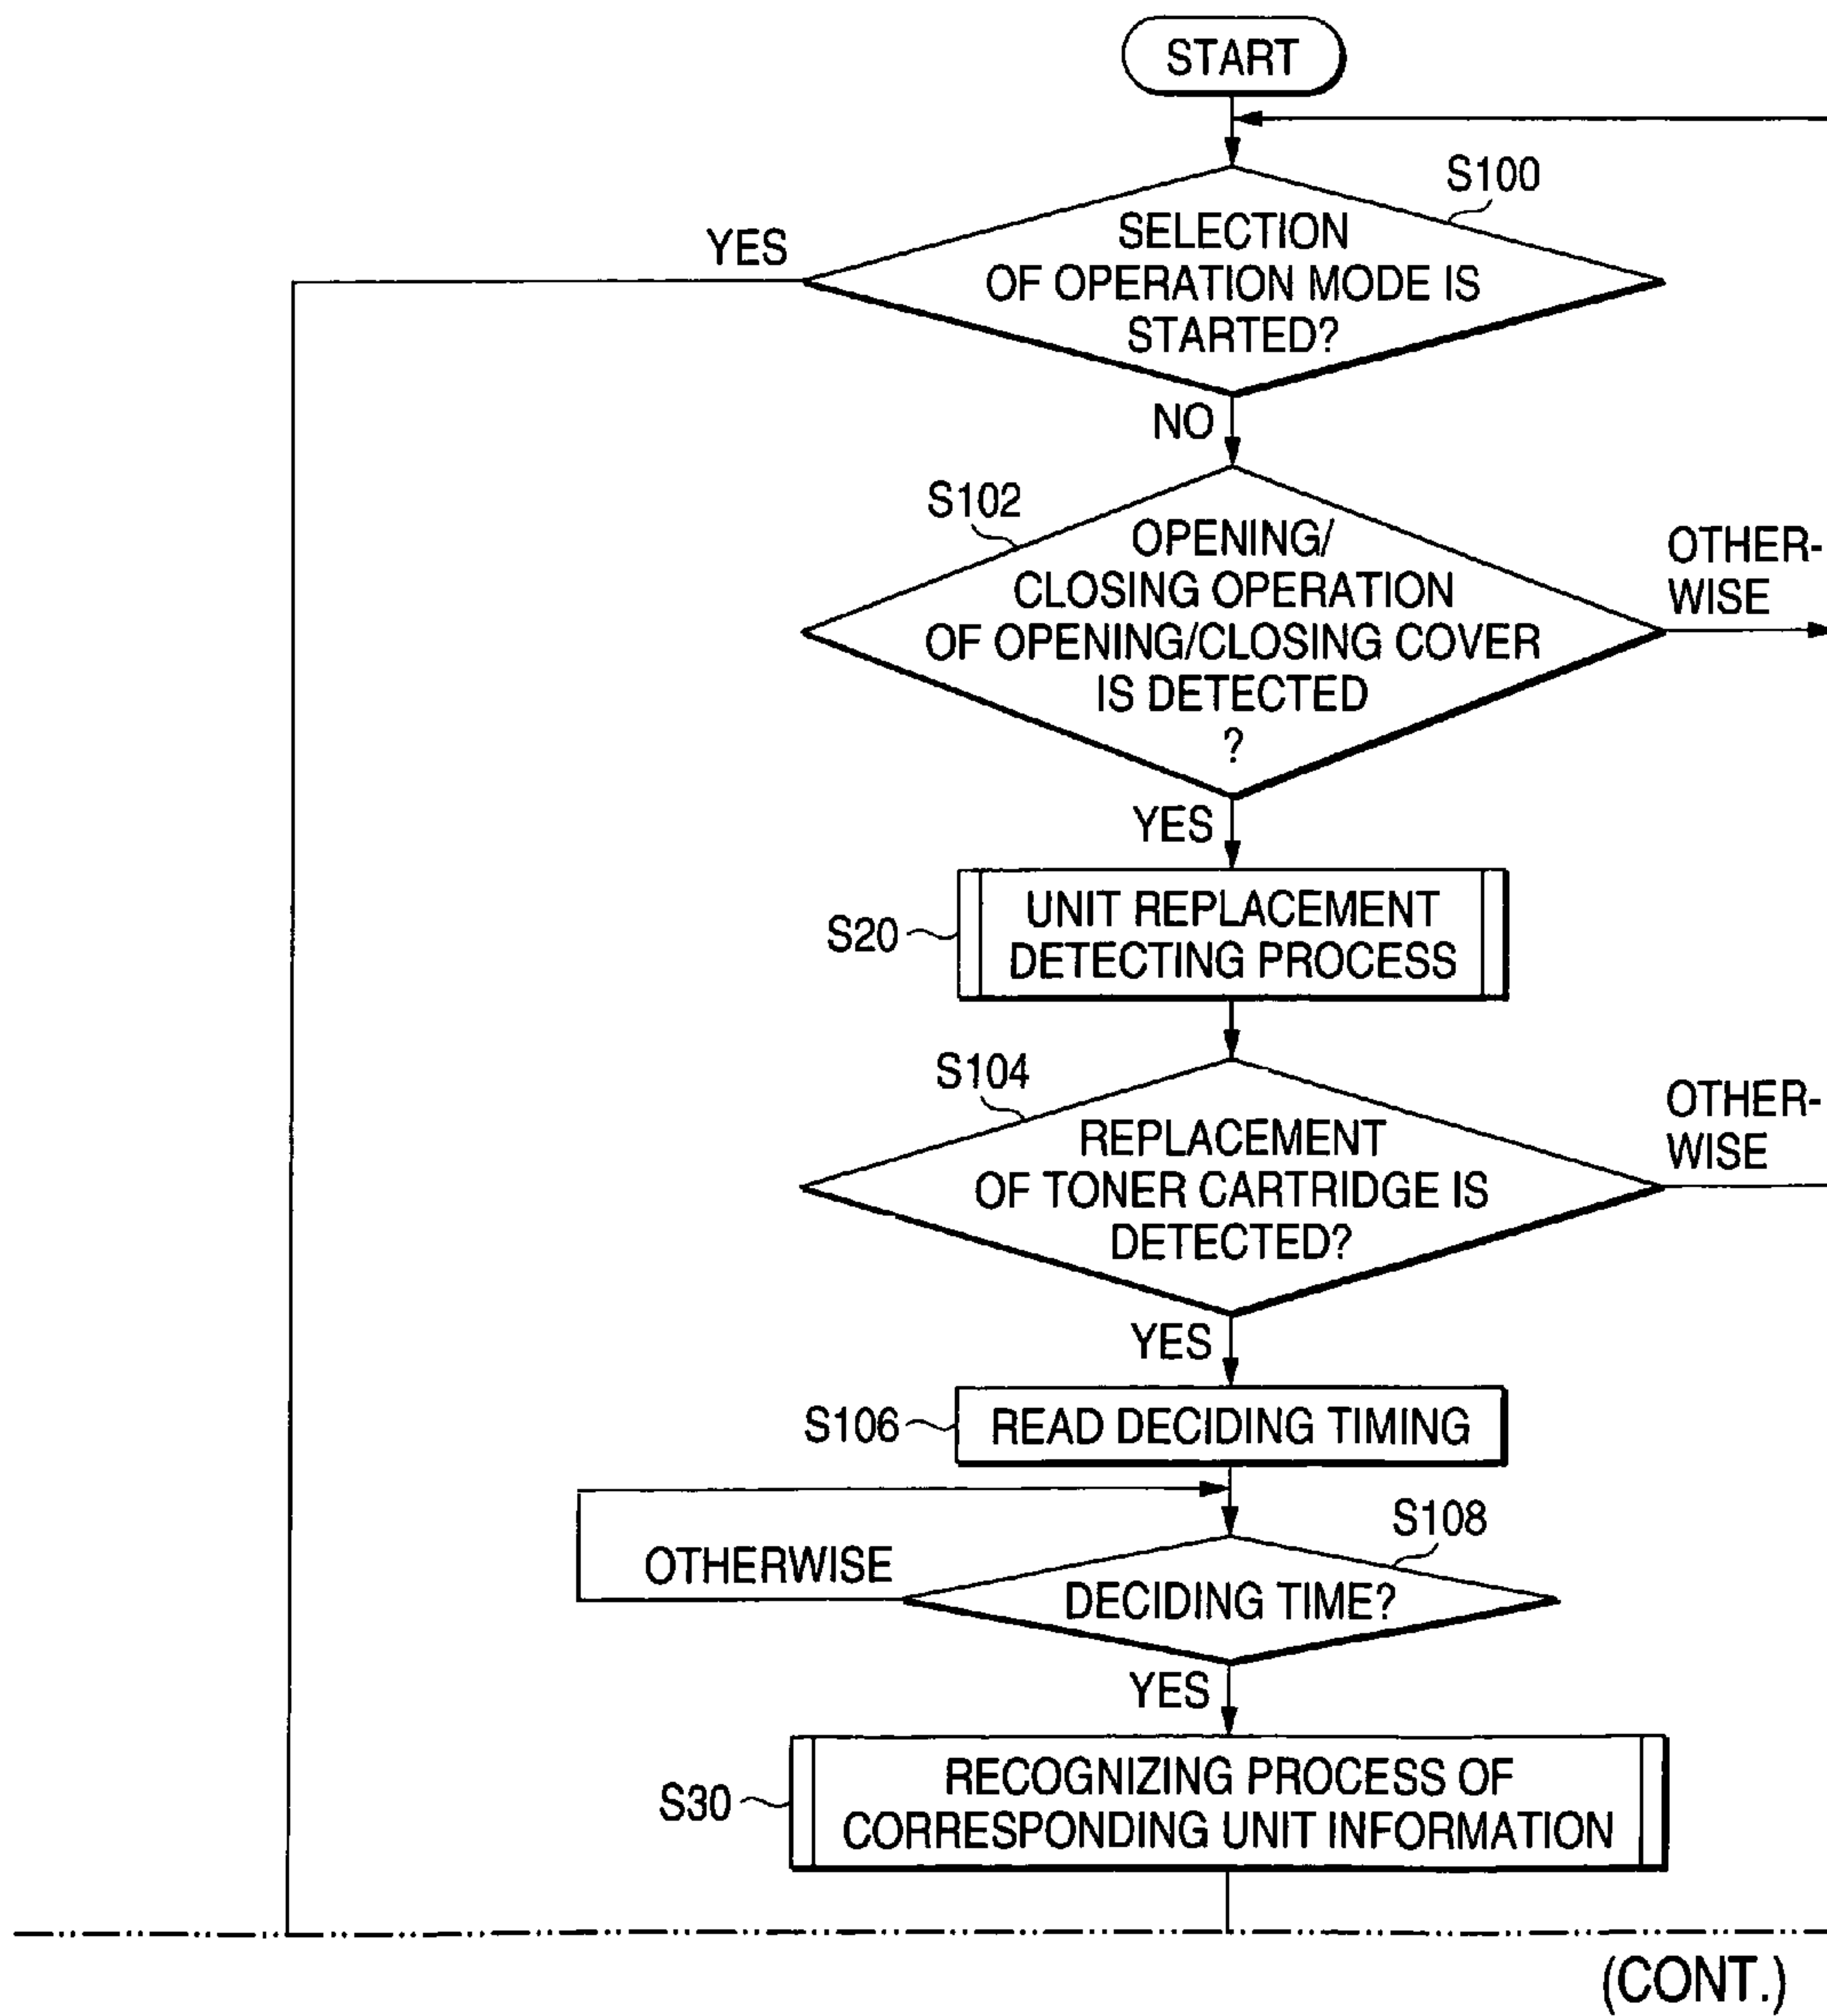 START
S100
YES
SELECTION
OF OPERATION MODE IS
STARTED?
NO
S102
OPENING/
CLOSING OPERATION
OF OPENING/CLOSING COVER
IS DETECTED
?
OTHER-
WISE
YES
S20
UNIT REPLACEMENT
DETECTING PROCESS
S104
REPLACEMENT
OF TONER CARTRIDGE IS
DETECTED?
OTHER-
WISE
YES
S106
READ DECIDING TIMING
S108
OTHERWISE
DECIDING TIME?
YES
S30
RECOGNIZING PROCESS OF
CORRESPONDING UNIT INFORMATION
(CONT.)